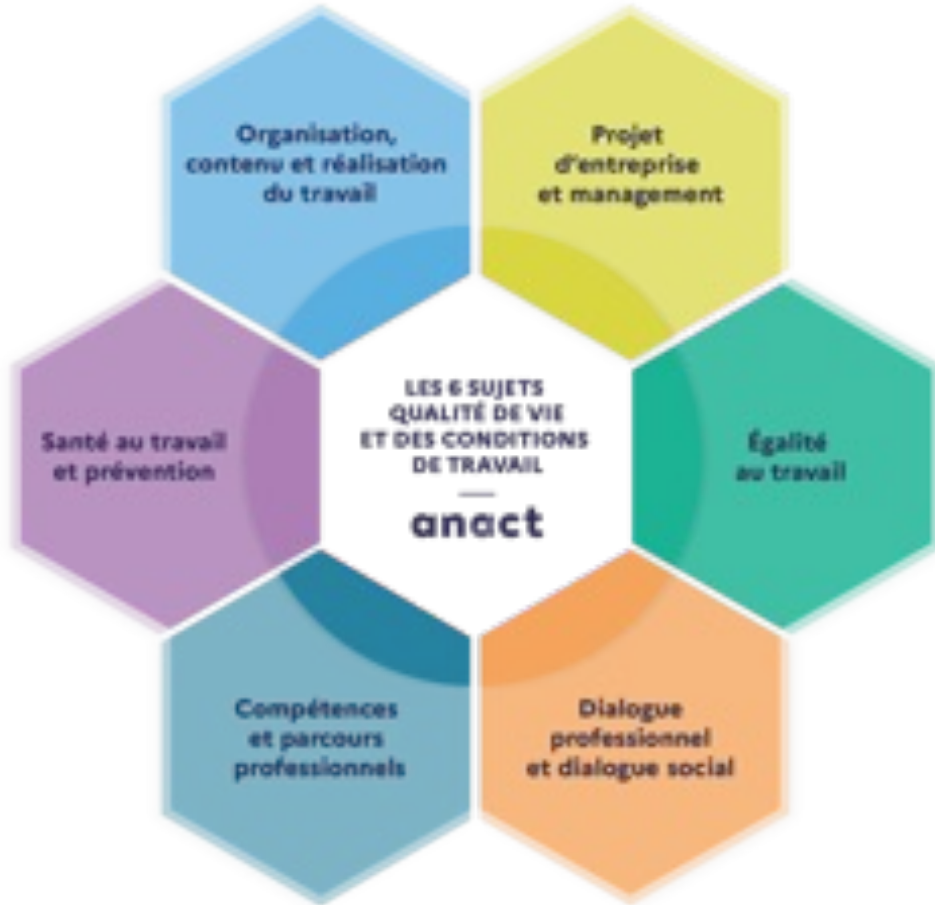 Organisation,
contenu et réalisation
du travail
Projet
d'entreprise
et management
LES 6 SUJETS
QUALITÉ DE VIE
ET DES CONDITIONS
DE TRAVAIL
anact
Santé au travail
et prévention
Égalité
au travail
Compétences
et parcours
professionnels
Dialogue
professionnel
et dialogue social